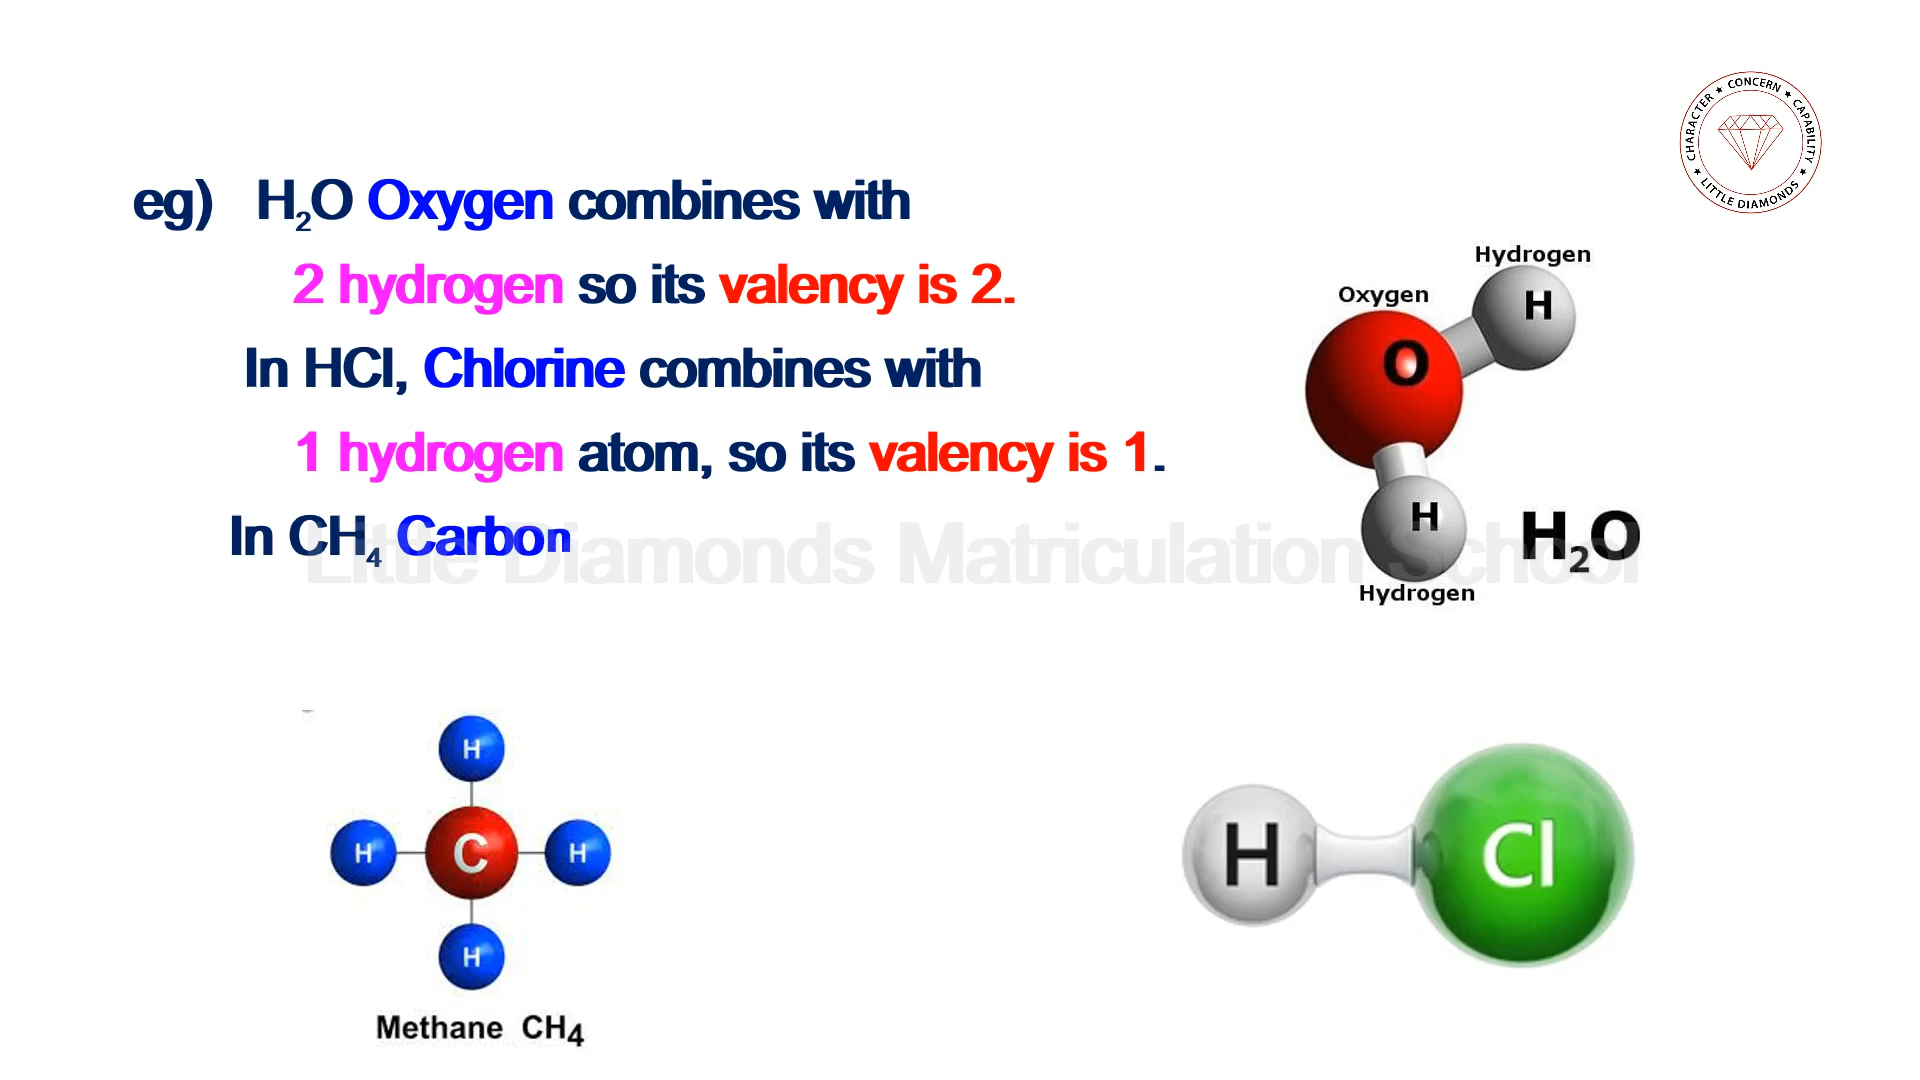 CHARACTER ★ CONCERN ★ CAPABILITY ★ LITTLE DIAMONDS ★
eg) H₂O Oxygen combines with
2 hydrogen so its valency is 2.
In HCl, Chlorine combines with
1 hydrogen atom, so its valency is 1.
In CH₄ Carbon
Little Diamonds Matriculation School
Hydrogen
Oxygen
H
O
H
H₂O
Hydrogen
H
H
C
H
H
Methane CH₄
H
Cl